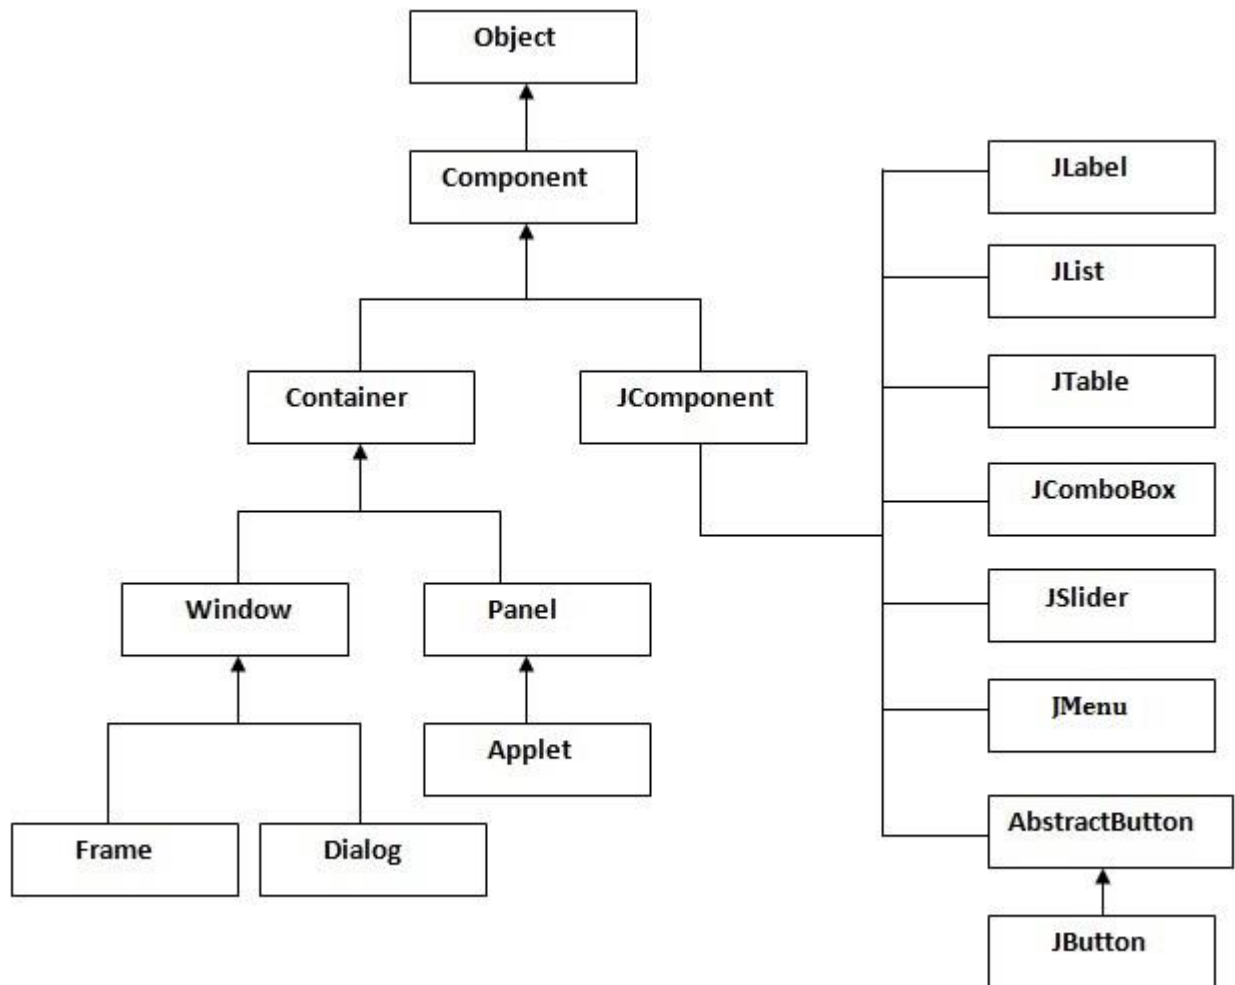 Object
Component
Container
JComponent
Window
Panel
Frame
Dialog
Applet
JLabel
JList
JTable
JComboBox
JSlider
JMenu
AbstractButton
JButton